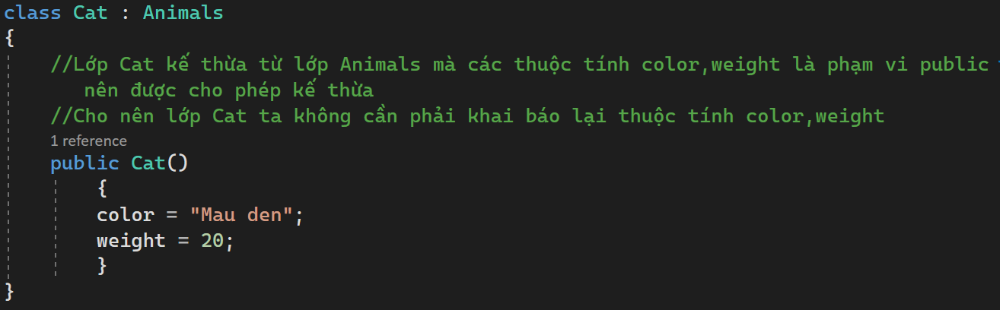 class Cat : Animals
{
//Lớp Cat kế thừa từ lớp Animals mà các thuộc tính color,weight là phạm vi public
nên được cho phép kế thừa
//Cho nên lớp Cat ta không cần phải khai báo lại thuộc tính color,weight
1 reference
public Cat()
{
color = "Mau den";
weight = 20;
}
}